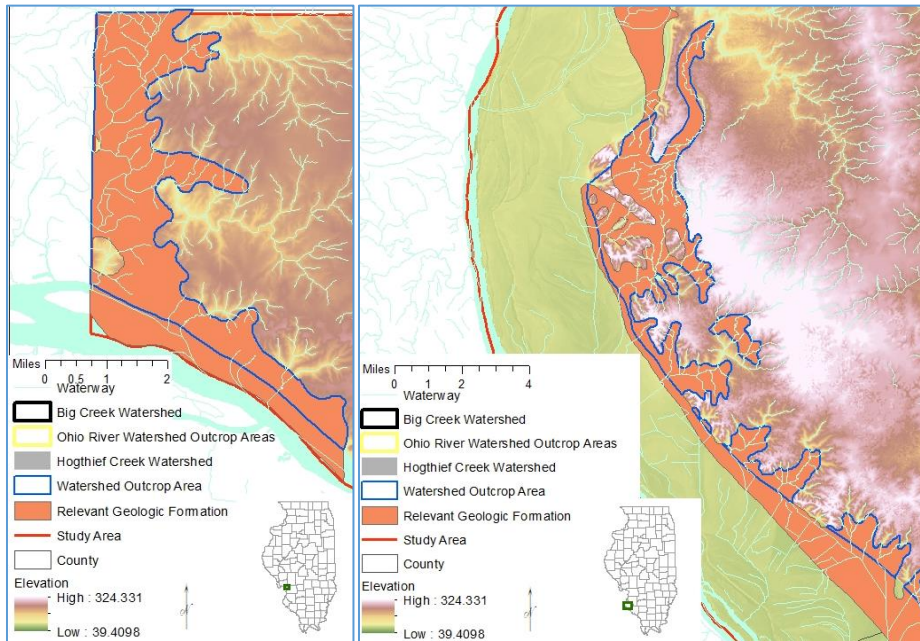 Miles
0 0.5 1 2
Waterway
Big Creek Watershed
Ohio River Watershed Outcrop Areas
Hogthief Creek Watershed
Watershed Outcrop Area
Relevant Geologic Formation
Study Area
County
Elevation
High : 324.331
Low : 39.4098
Miles
0 1 2 4
Waterway
Big Creek Watershed
Ohio River Watershed Outcrop Areas
Hogthief Creek Watershed
Watershed Outcrop Area
Relevant Geologic Formation
Study Area
County
Elevation
High : 324.331
Low : 39.4098